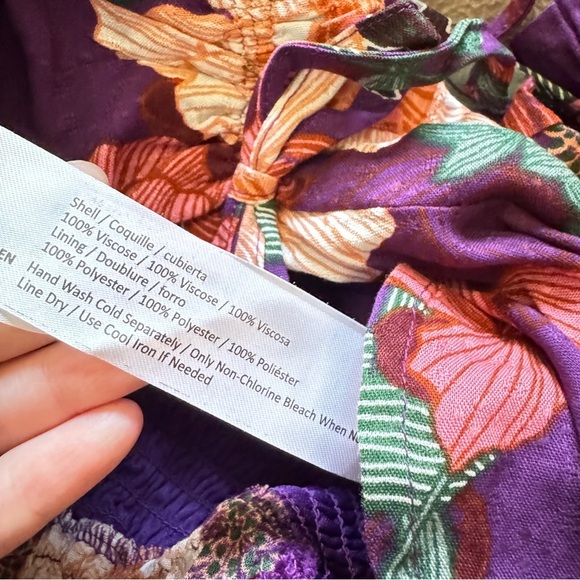 Shell / Coquille / cubierta
100% Viscose / 100% Viscose / 100% Viscosa
Lining / Doublure / forro
100% Polyester / 100% Polyester / 100% Poliéster
EN
Hand Wash Cold Separately / Only Non-Chlorine Bleach When
Line Dry / Use Cool Iron If Needed